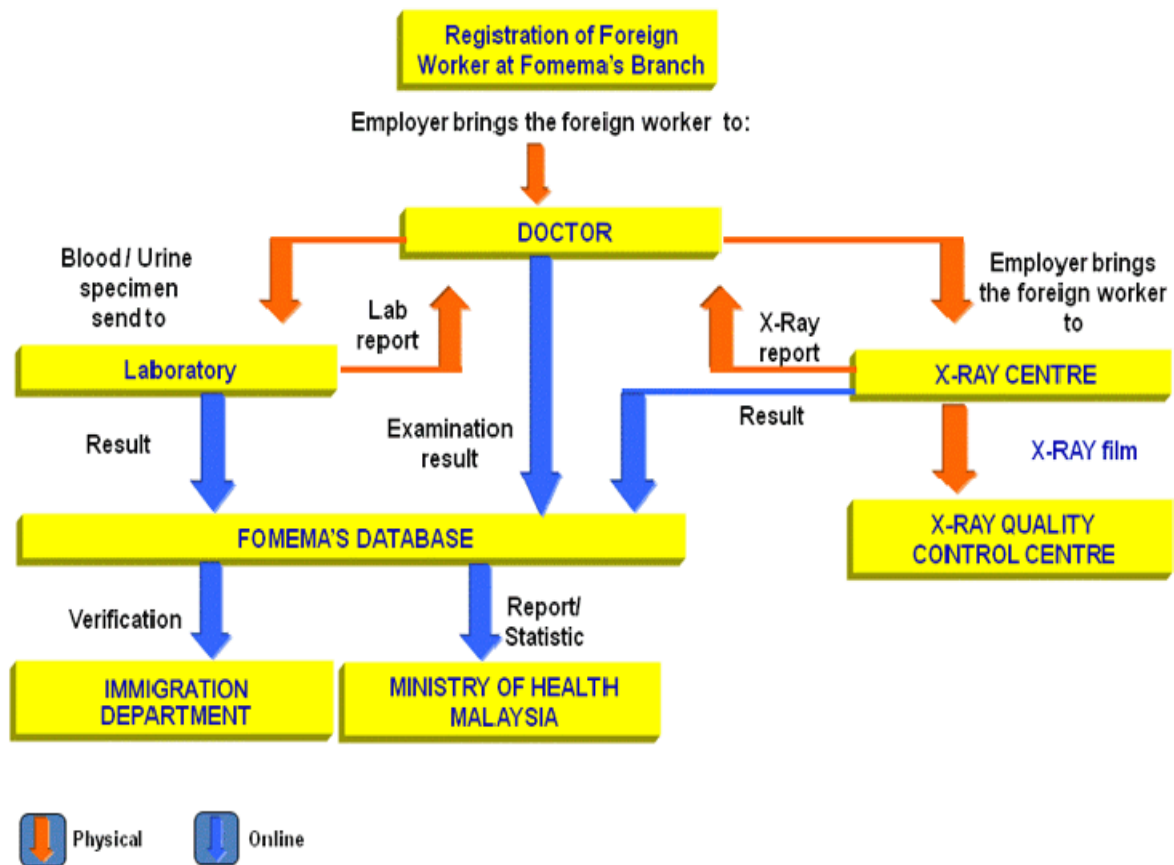 Registration of Foreign
Worker at Fomema's Branch
Employer brings the foreign worker to:
DOCTOR
Blood / Urine
specimen
send to
Lab
report
X-Ray
report
Employer brings
the foreign worker
to
Laboratory
X-RAY CENTRE
Result
Examination
result
Result
X-RAY film
FOMEMA'S DATABASE
X-RAY QUALITY
CONTROL CENTRE
Verification
Report/
Statistic
IMMIGRATION
DEPARTMENT
MINISTRY OF HEALTH
MALAYSIA
Physical
Online